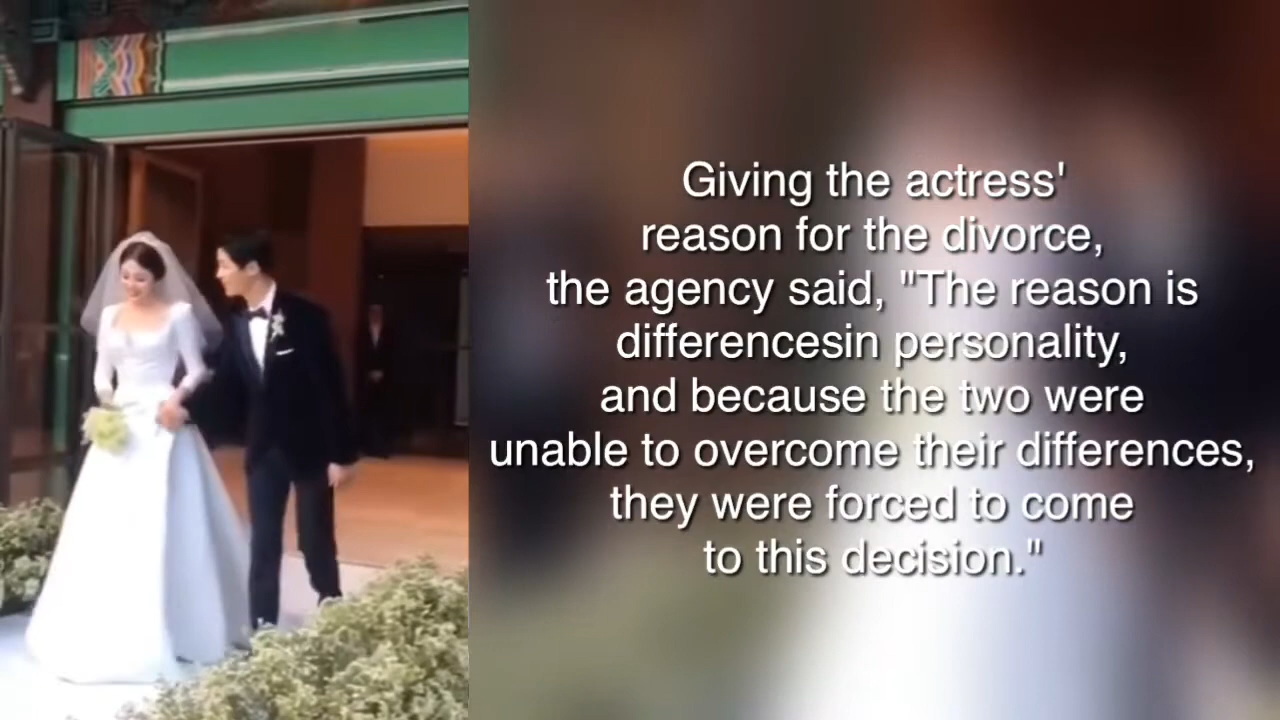 Giving the actress'
reason for the divorce,
the agency said, "The reason is
differencesin personality,
and because the two were
unable to overcome their differences,
they were forced to come
to this decision."